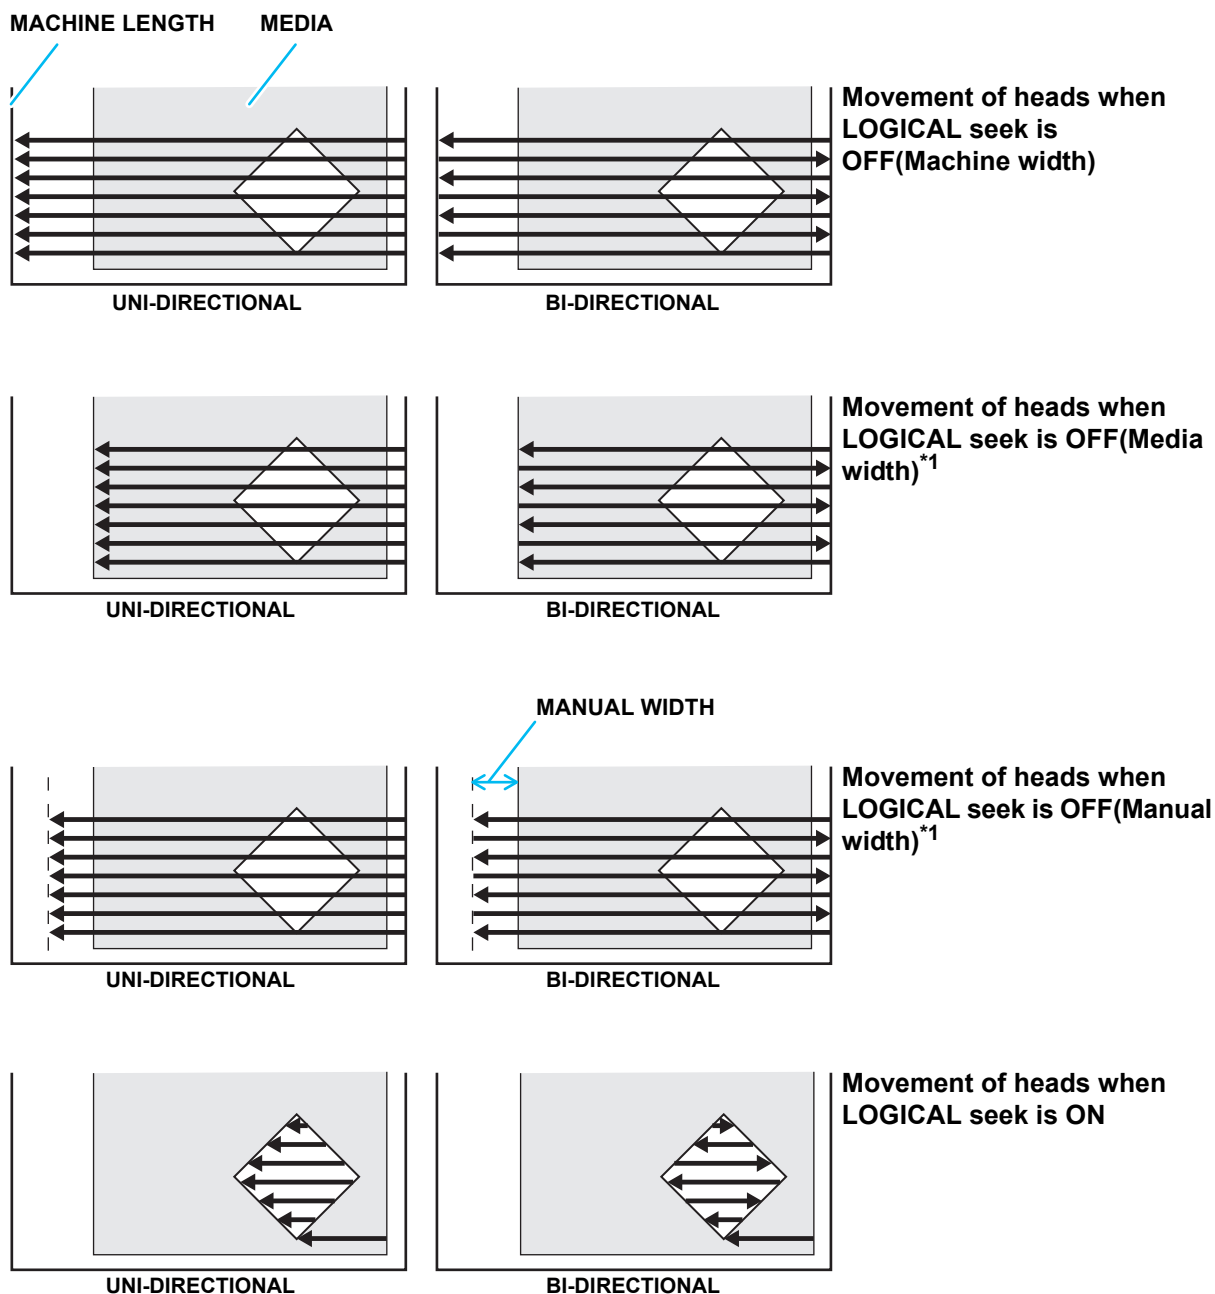 MACHINE LENGTH
MEDIA
Movement of heads when
LOGICAL seek is
OFF(Machine width)
UNI-DIRECTIONAL
BI-DIRECTIONAL
Movement of heads when
LOGICAL seek is OFF(Media
width)*1
UNI-DIRECTIONAL
BI-DIRECTIONAL
MANUAL WIDTH
Movement of heads when
LOGICAL seek is OFF(Manual
width)*1
UNI-DIRECTIONAL
BI-DIRECTIONAL
Movement of heads when
LOGICAL seek is ON
UNI-DIRECTIONAL
BI-DIRECTIONAL